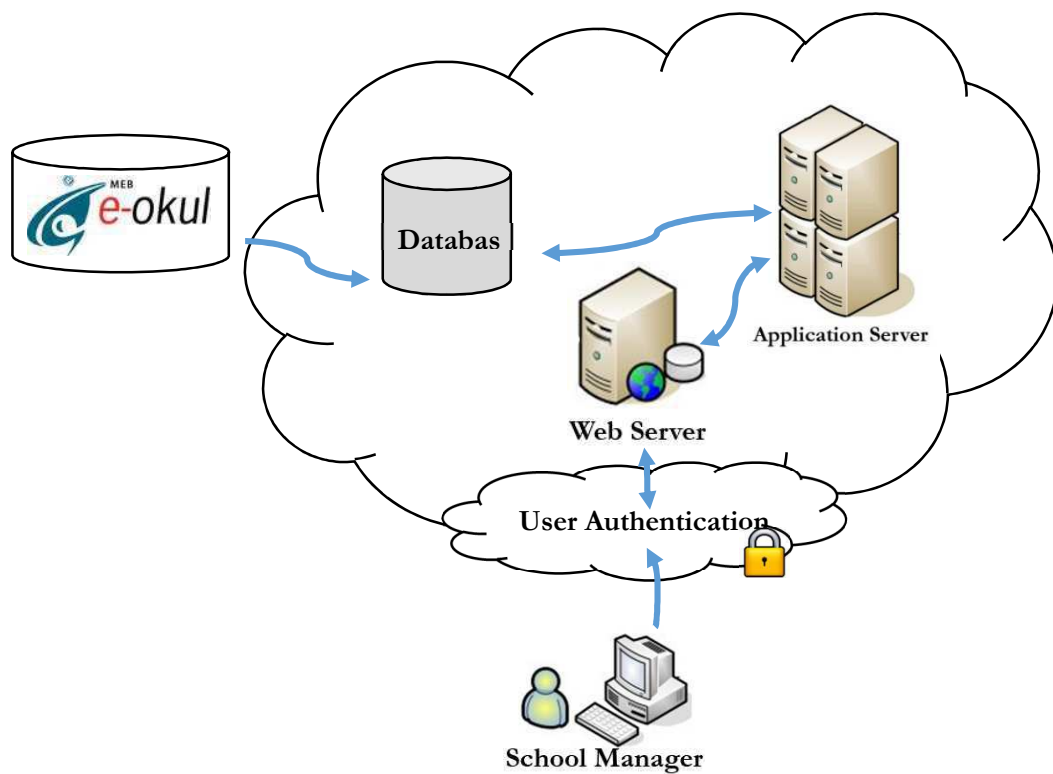 MEB
e-okul
Databas
Application Server
Web Server
User Authentication
School Manager